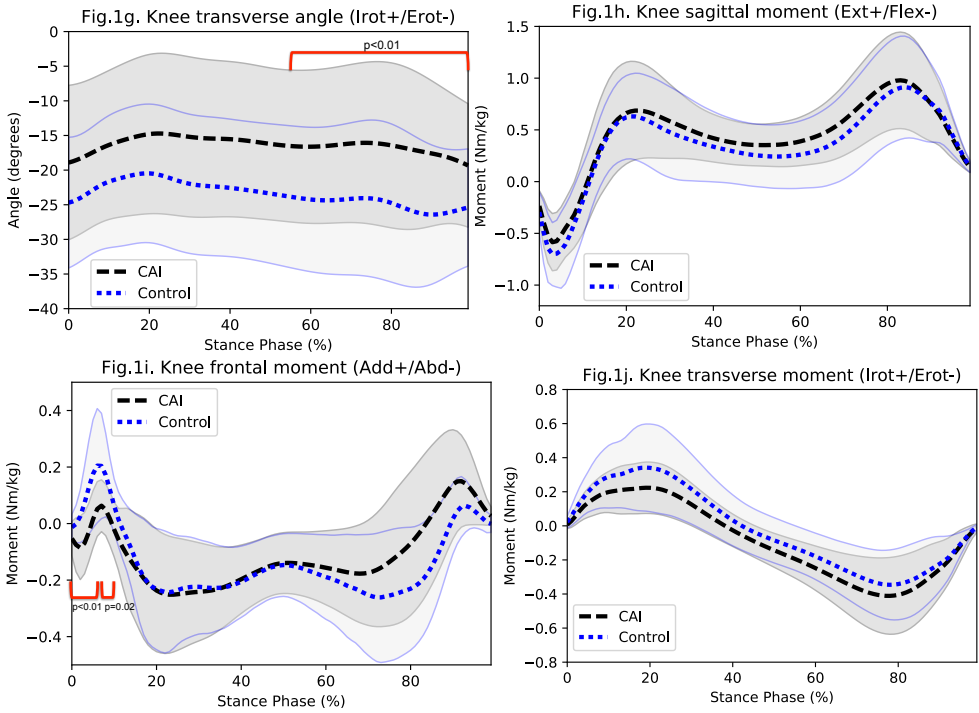 Fig.1g. Knee transverse angle (Irot+/Erot-)
0
−5
−10
−15
−20
−25
−30
−35
−40
Angle (degrees)
p<0.01
CAI
Control
0
20
40
60
80
Stance Phase (%)
Fig.1h. Knee sagittal moment (Ext+/Flex-)
1.5
1.0
0.5
0.0
−0.5
−1.0
Moment (Nm/kg)
CAI
Control
0
20
40
60
80
Stance Phase (%)
Fig.1i. Knee frontal moment (Add+/Abd-)
0.4
0.2
0.0
−0.2
−0.4
Moment (Nm/kg)
CAI
Control
p<0.01
p=0.02
0
20
40
60
80
Stance Phase (%)
Fig.1j. Knee transverse moment (Irot+/Erot-)
0.8
0.6
0.4
0.2
0.0
−0.2
−0.4
−0.6
−0.8
Moment (Nm/kg)
CAI
Control
0
20
40
60
80
Stance Phase (%)